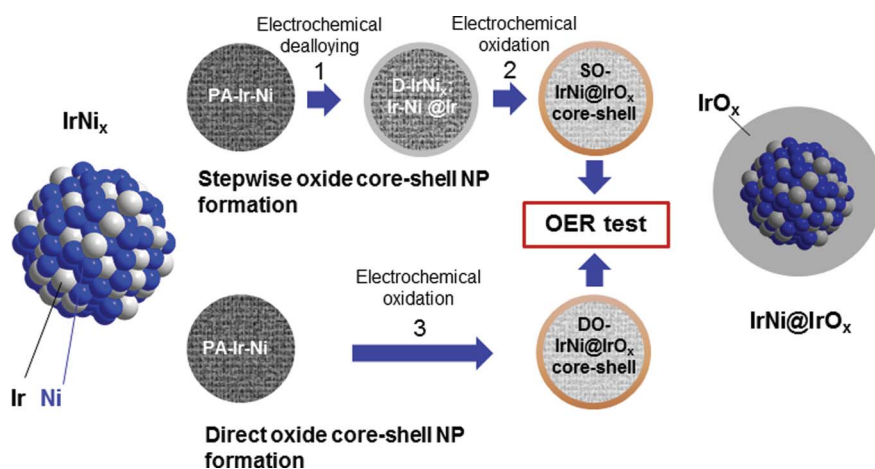 IrNiₓ
Ir Ni
Electrochemical
dealloying
1
Electrochemical
oxidation
2
PA-Ir-Ni
D-IrNiₓ:
Ir-Ni @Ir
SO-
IrNi@IrOₓ
core-shell
Stepwise oxide core-shell NP
formation
OER test
Electrochemical
oxidation
3
PA-Ir-Ni
DO-
IrNi@IrOₓ
core-shell
Direct oxide core-shell NP
formation
IrOₓ
IrNi@IrOₓ